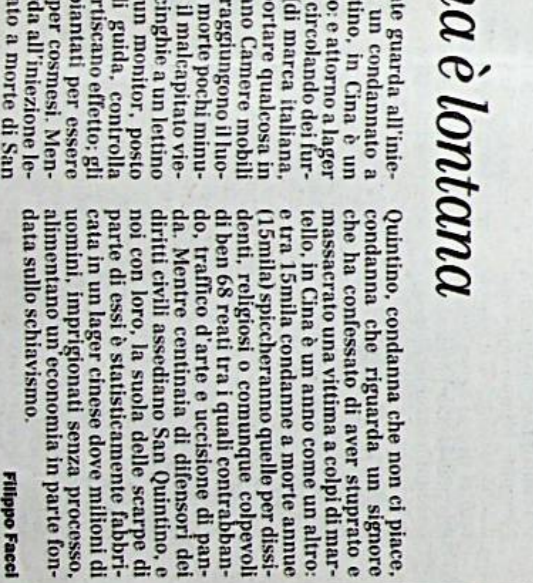 na è lontana
te guarda all'inie-
un condannato a
tino, in Cina, è un
o: e attorno a lager
circolando dei fur-
(di marca italiana,
ortare qualcosa in
ano Camere mobili
raggiungono il luo-
morte pochi minu-
il malcapitato vie-
cinghie a un lettino
un monitor, posto
i guida, controlla
rtiscano effetto; gli
piantati per essere
per cosmesi. Men-
da all'iniezione le-
ato a morte di San
Quintino, condanna che non ci piace,
condanna che riguarda un signore
che ha confessato di aver stuprato e
massacrato una vittima a colpi di mar-
tello, in Cina è un anno come un altro:
e tra 15mila condanne a morte annue
(15mila) spiccheranno quelle per dissi-
denti, religiosi o comunque colpevoli
di ben 68 reati tra i quali contrabban-
do, traffico d'arte e uccisione di pan-
da. Mentre centinaia di difensori dei
diritti civili assediano San Quintino, e
noi con loro, la suola delle scarpe di
parte di essi è statisticamente fabbri-
cata in un lager cinese dove milioni di
uomini, imprigionati senza processo,
alimentano un'economia in parte fon-
data sullo schiavismo.
Filippo Facci